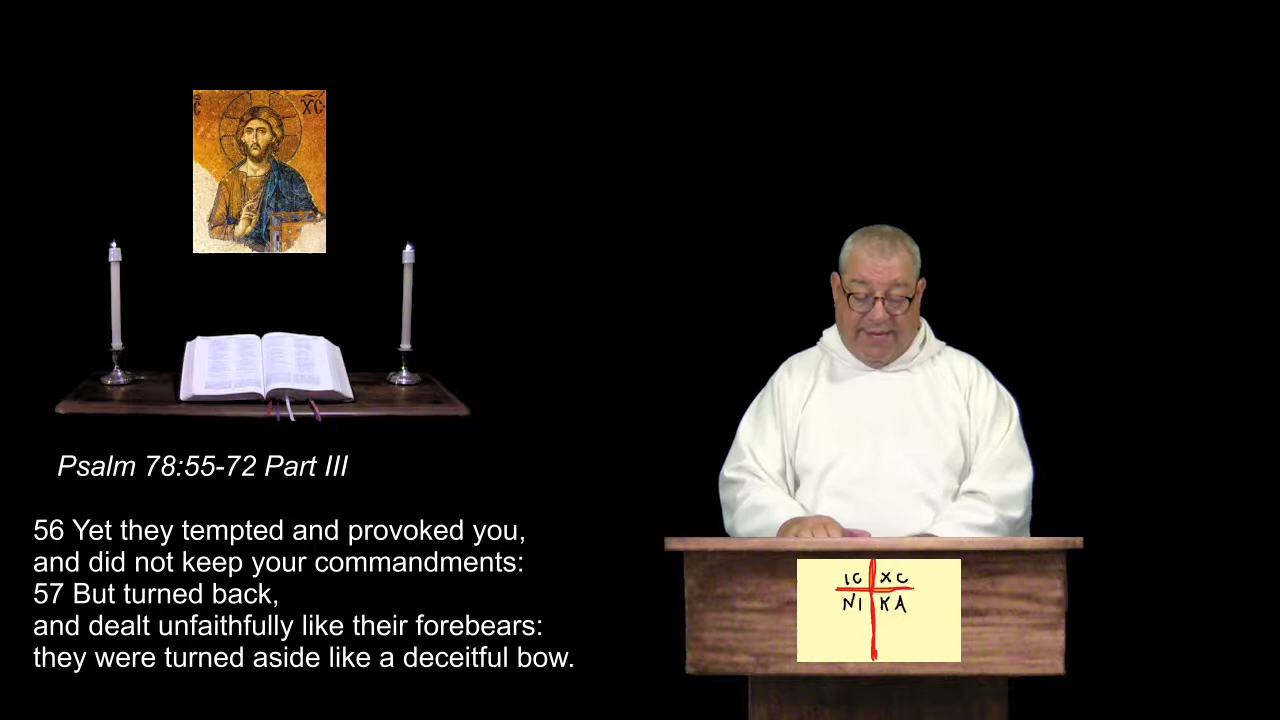 C
XC
Psalm 78:55-72 Part III
56 Yet they tempted and provoked you,
and did not keep your commandments:
57 But turned back,
and dealt unfaithfully like their forebears:
they were turned aside like a deceitful bow.
IC XC
NI KA